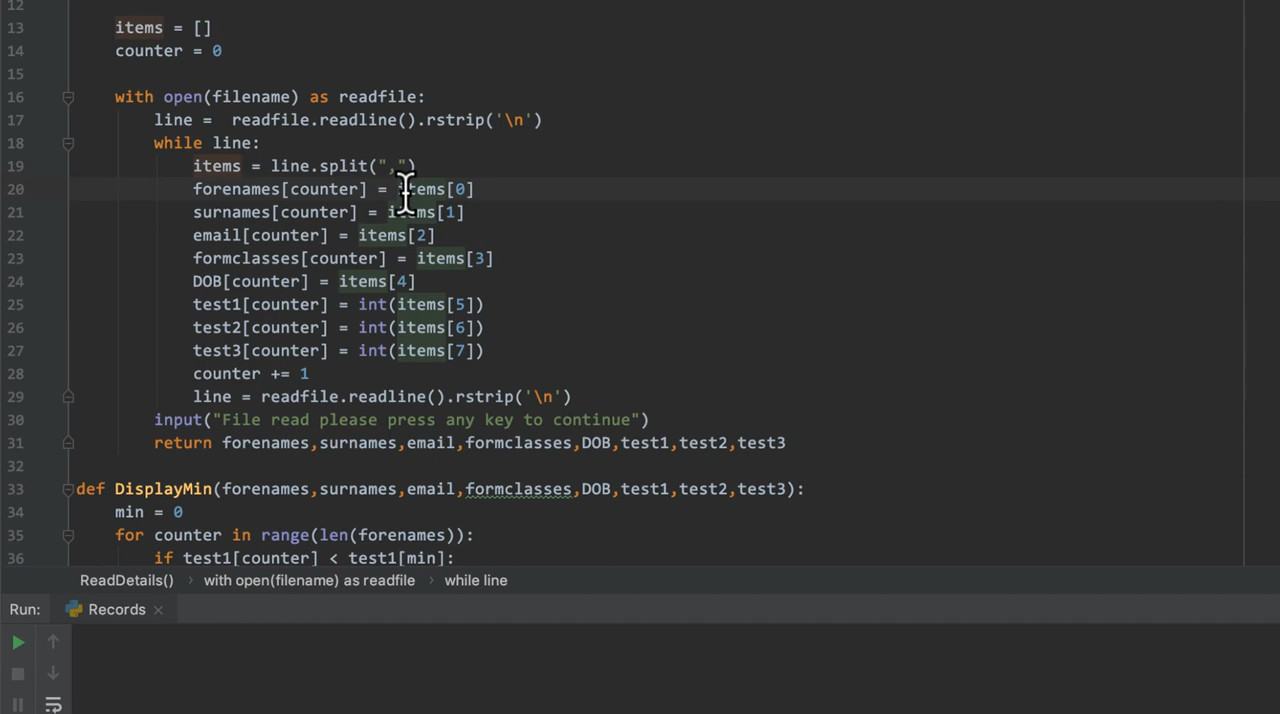 12
13 items = []
14 counter = 0
15
16 with open(filename) as readfile:
17 line =  readfile.readline().rstrip('\n')
18 while line:
19 items = line.split(",")
20 forenames[counter] = items[0]
21 surnames[counter] = items[1]
22 email[counter] = items[2]
23 formclasses[counter] = items[3]
24 DOB[counter] = items[4]
25 test1[counter] = int(items[5])
26 test2[counter] = int(items[6])
27 test3[counter] = int(items[7])
28 counter += 1
29 line = readfile.readline().rstrip('\n')
30 input("File read please press any key to continue")
31 return forenames,surnames,email,formclasses,DOB,test1,test2,test3
32
33 def DisplayMin(forenames,surnames,email,formclasses,DOB,test1,test2,test3):
34 min = 0
35 for counter in range(len(forenames)):
36 if test1[counter] < test1[min]:
ReadDetails() › with open(filename) as readfile › while line
Run: Records ×